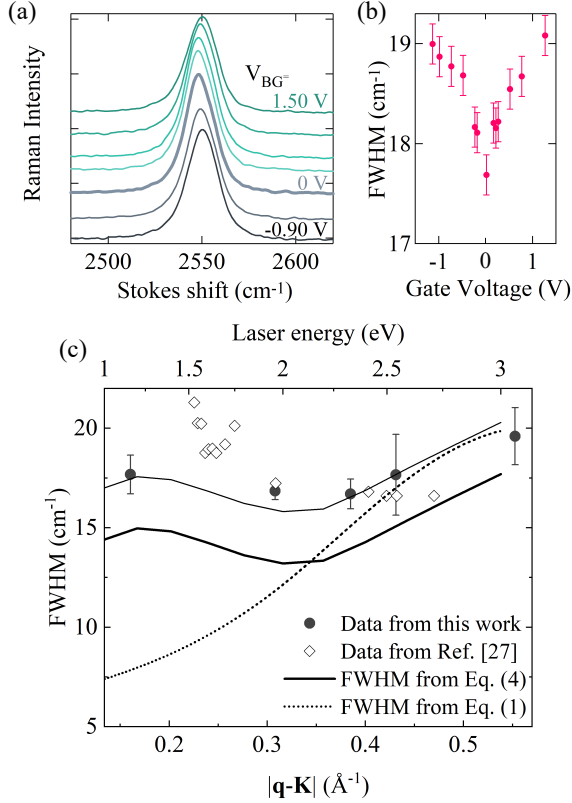 (a)
V_BG=
1.50 V
0 V
-0.90 V
Raman Intensity
2500 2550 2600
Stokes shift (cm⁻¹)
(b)
19
18
17
FWHM (cm⁻¹)
-1 0 1
Gate Voltage (V)
(c)
Laser energy (eV)
1 1.5 2 2.5 3
20
15
10
5
FWHM (cm⁻¹)
Data from this work
Data from Ref. [27]
FWHM from Eq. (4)
FWHM from Eq. (1)
0.2 0.3 0.4 0.5
|q-K| (Å⁻¹)